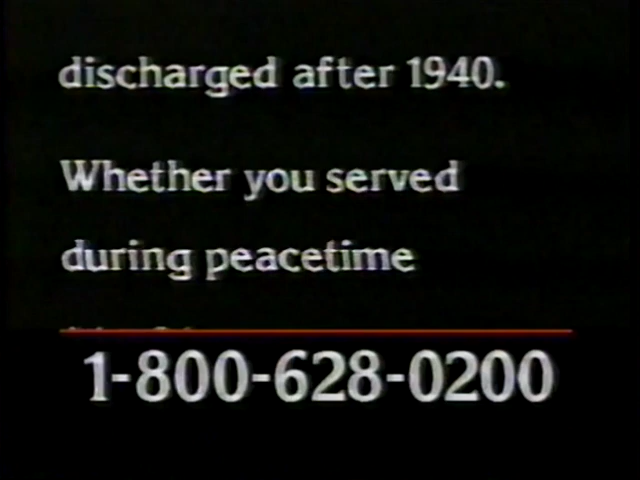 discharged after 1940.
Whether you served
during peacetime
1-800-628-0200